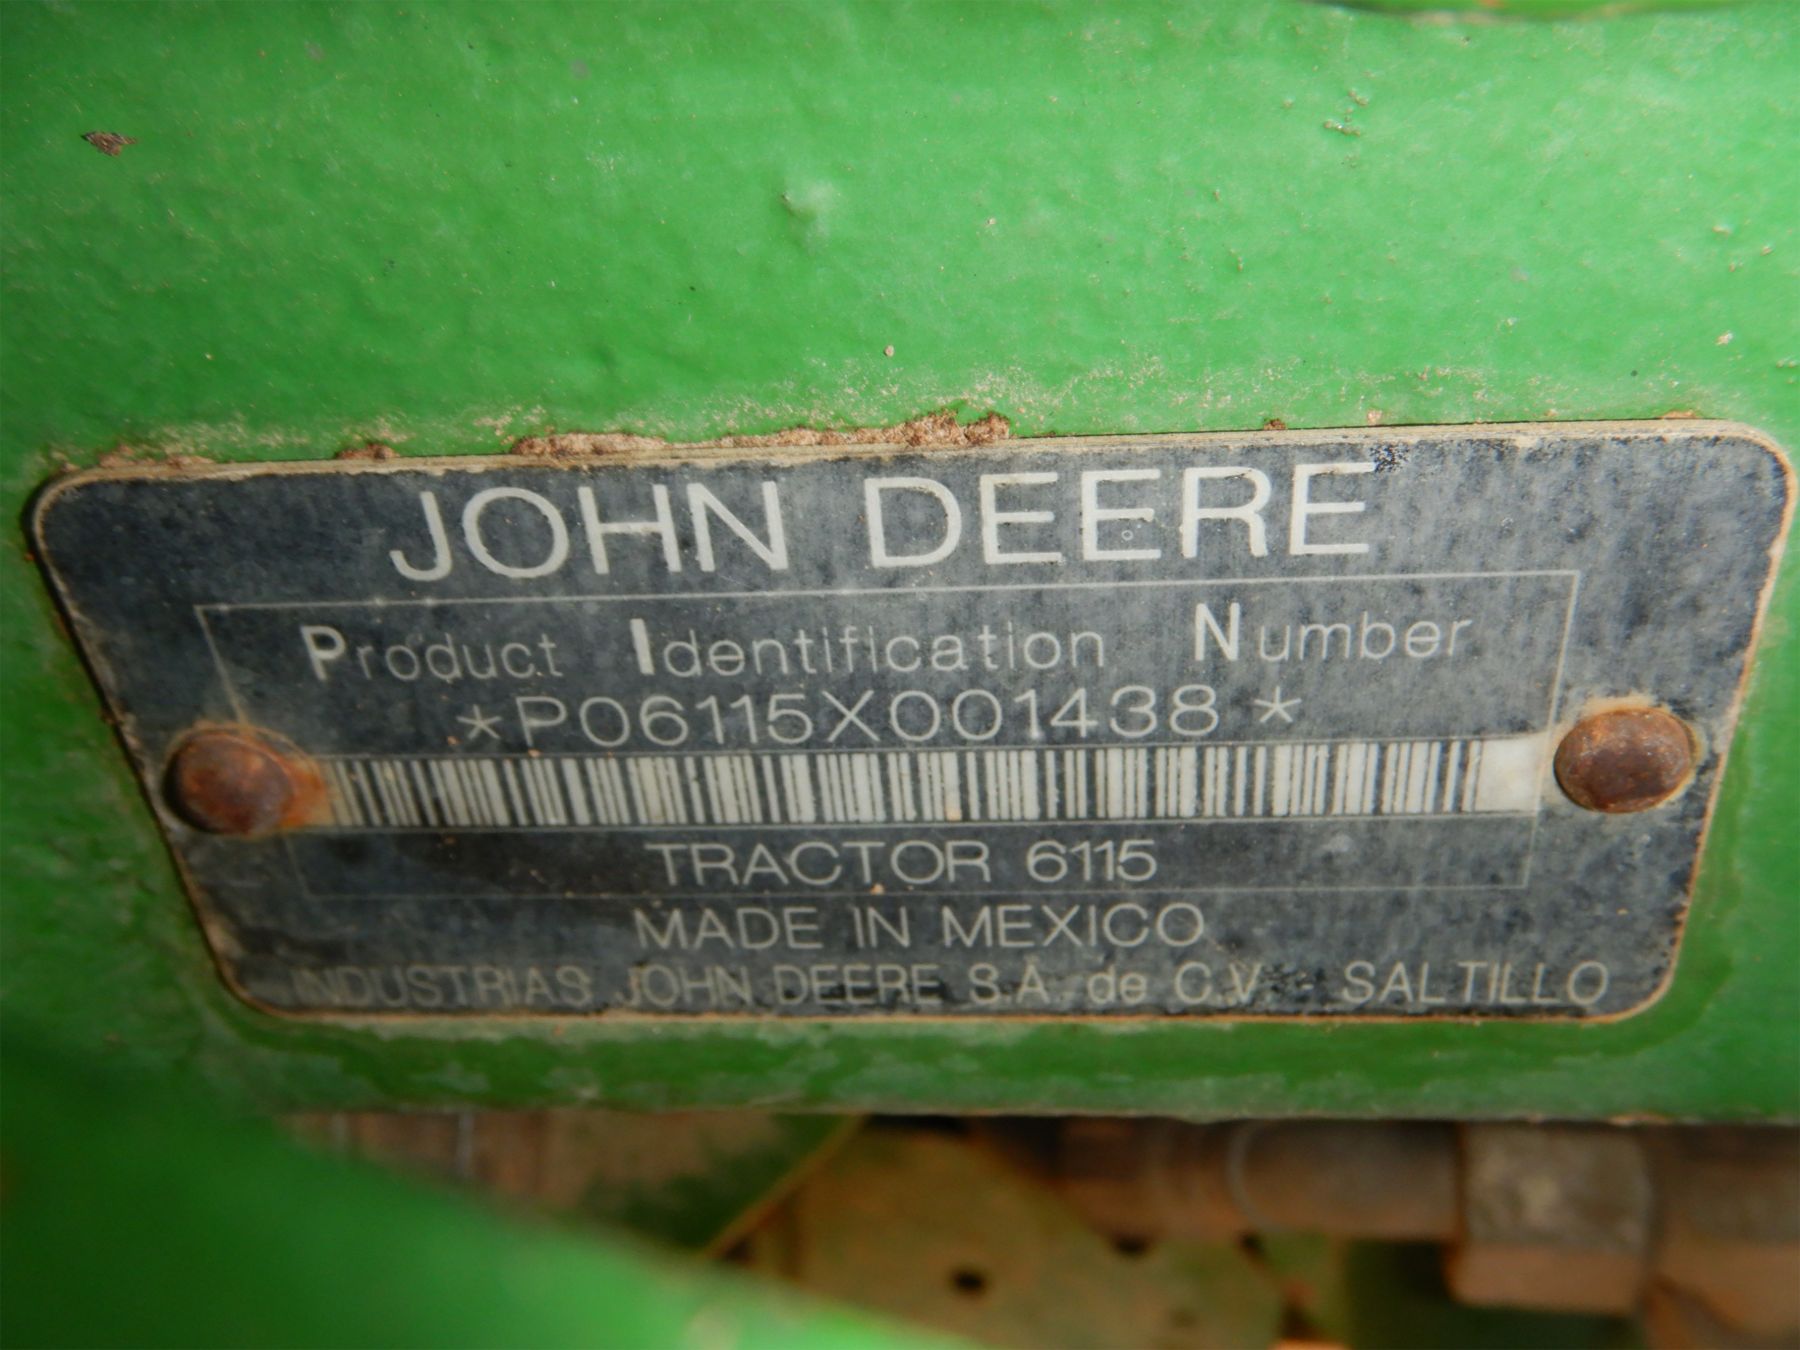 JOHN DEERE
Product Identification Number
*P06115X001438*
TRACTOR 6115
MADE IN MEXICO
INDUSTRIAS JOHN DEERE S.A. de C.V. - SALTILLO